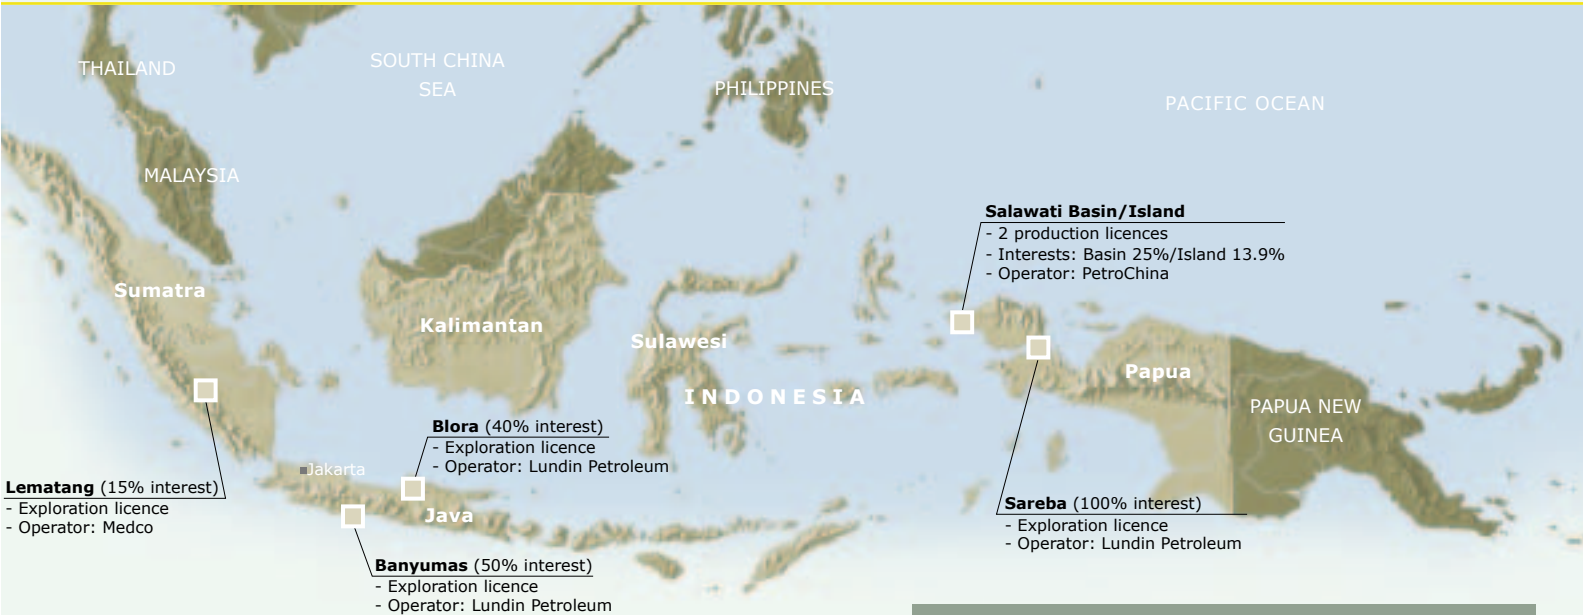 THAILAND
SOUTH CHINA
SEA
PHILIPPINES
PACIFIC OCEAN
MALAYSIA
Salawati Basin/Island
- 2 production licences
- Interests: Basin 25%/Island 13.9%
- Operator: PetroChina
Sumatra
Kalimantan
Sulawesi
Papua
INDONESIA
PAPUA NEW
GUINEA
Blora (40% interest)
- Exploration licence
- Operator: Lundin Petroleum
Jakarta
Lematang (15% interest)
- Exploration licence
- Operator: Medco
Java
Sareba (100% interest)
- Exploration licence
- Operator: Lundin Petroleum
Banyumas (50% interest)
- Exploration licence
- Operator: Lundin Petroleum